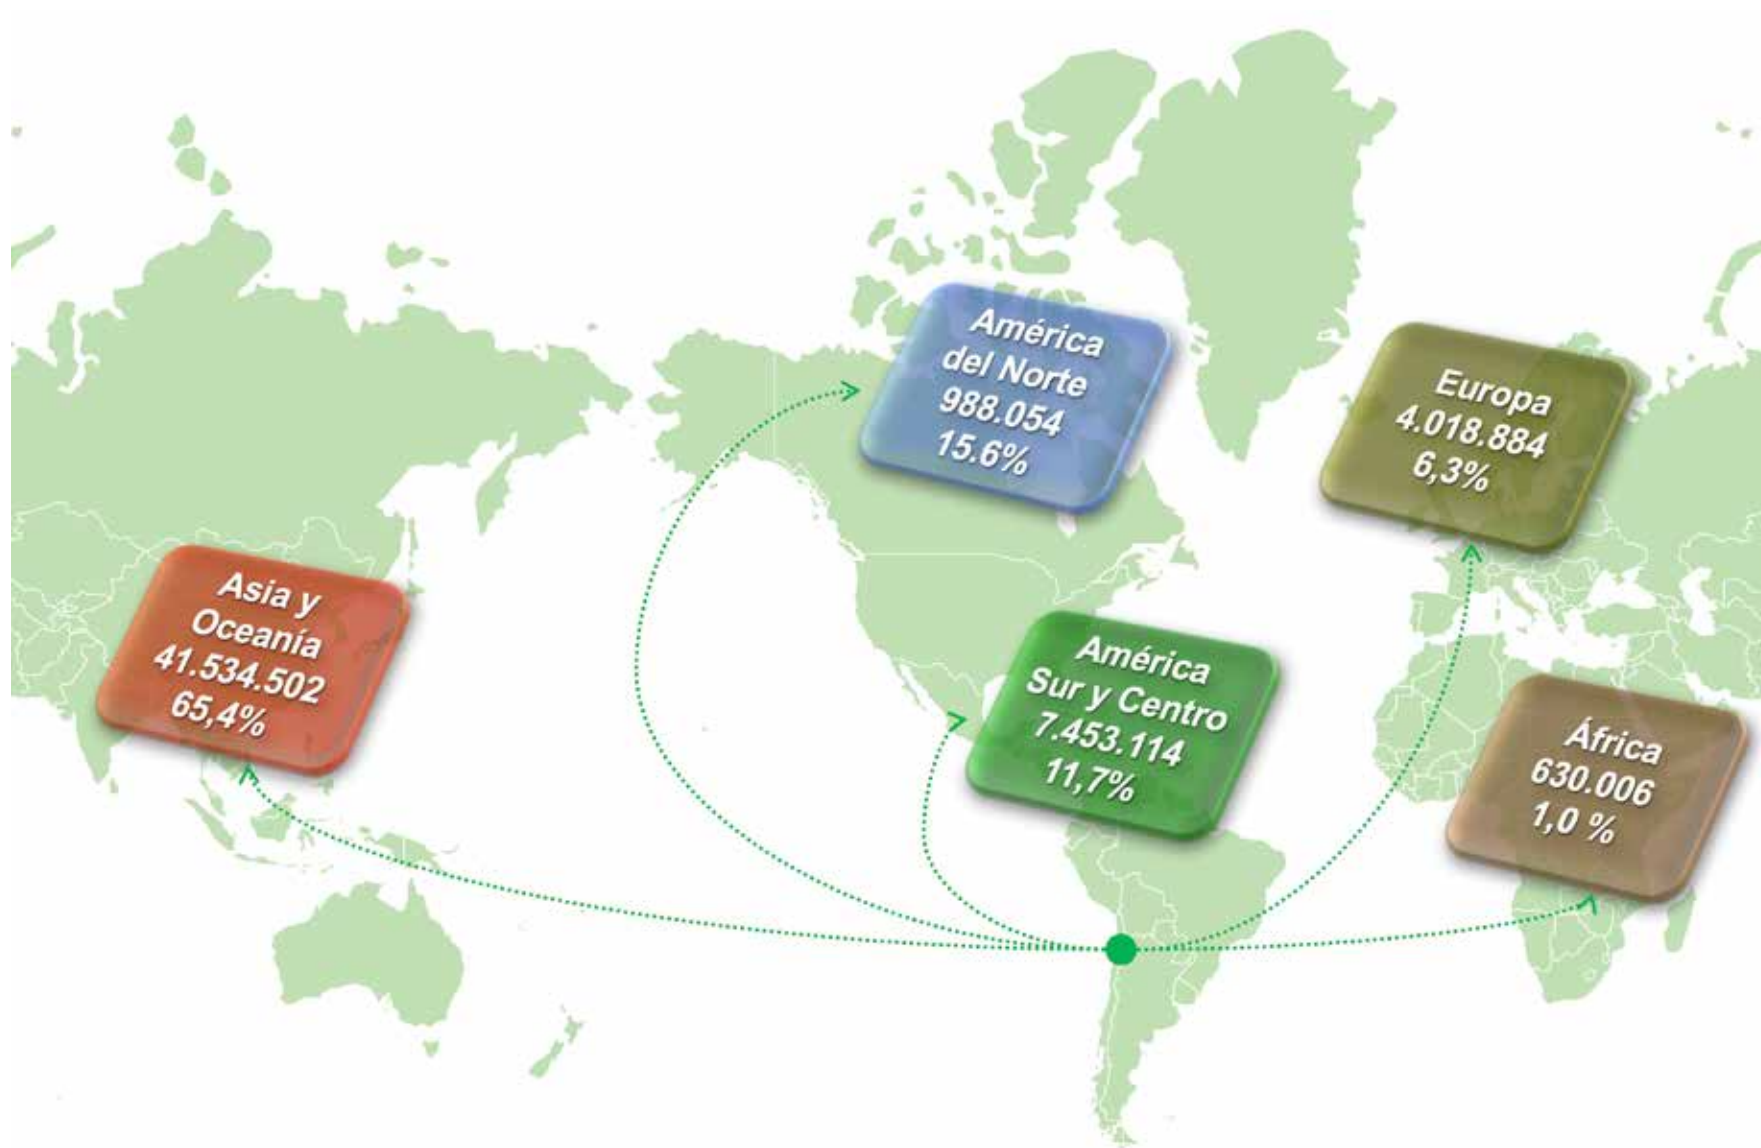 América
del Norte
988.054
15.6%
Europa
4.018.884
6,3%
Asia y
Oceanía
41.534.502
65,4%
América
Sur y Centro
7.453.114
11,7%
África
630.006
1,0 %